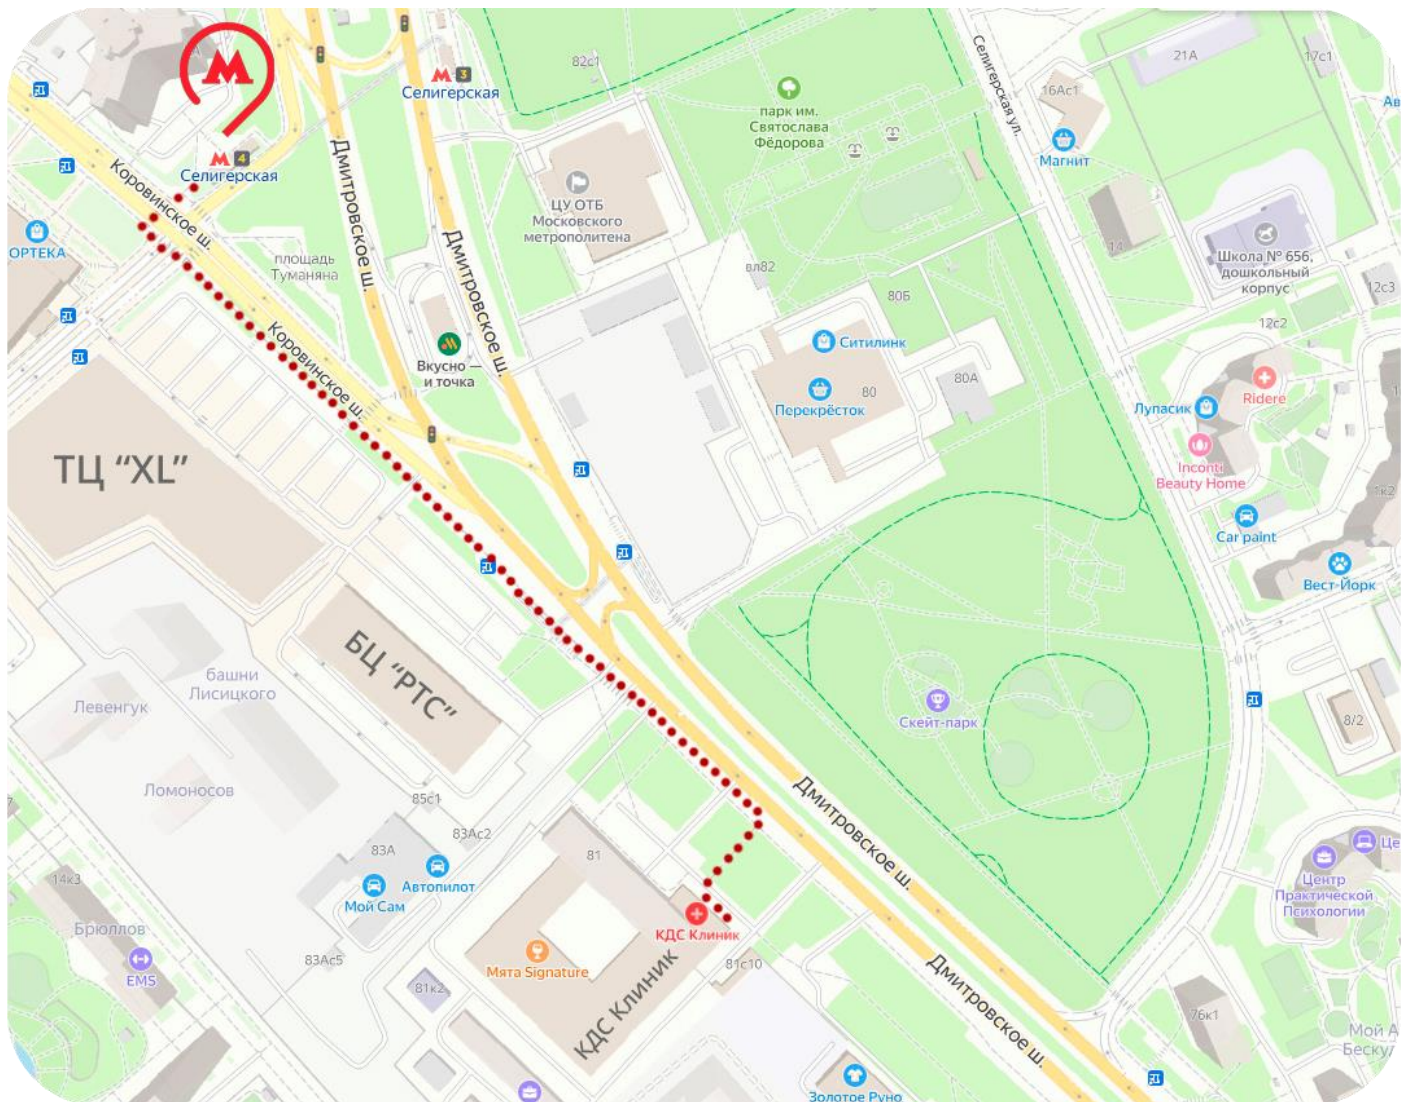 82с1
21А
17с1
3
Селигерская
16Ас1
парк им.
Святослава
Фёдорова
Селигерская ул.
Магнит
4
Селигерская
Коровинское ш.
Дмитровское ш.
ЦУ ОТБ
Московского
метрополитена
Дмитровское ш.
14
Школа № 656,
дошкольный
корпус
12с3
ОРТЕКА
площадь
Туманяна
вл82
80Б
12с2
Коровинское ш.
Вкусно —
и точка
Ситилинк
80А
80
Перекрёсток
Ridere
Лупасик
Inconti
Beauty Home
1к2
ТЦ “XL”
Car paint
Вест-Йорк
БЦ “РТС”
башни
Лисицкого
Левенгук
Скейт-парк
8/2
Ломоносов
85с1
83Ас2
83А
81
Дмитровское ш.
Автопилот
Мой Сам
14к3
Центр
Практической
Психологии
Брюллов
КДС Клиник
EMS
83Ас5
Мята Signature
81к2
81с10
КДС Клиник
Дмитровское ш.
76к1
Мой А
Бескуд
Золотое Руно